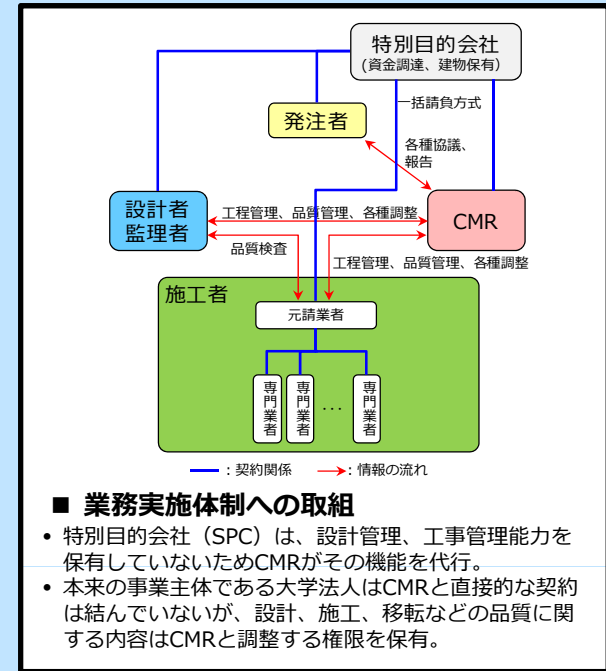 特別目的会社
(資金調達、建物保有）
一括請負方式
発注者
各種協議、
報告
設計者
監理者
工程管理、品質管理、各種調整
CMR
品質検査
工程管理、品質管理、各種調整
施工者
元請業者
専門業者
専門業者
...
専門業者
：契約関係
：情報の流れ
■ 業務実施体制への取組
• 特別目的会社（SPC）は、設計管理、工事管理能力を
保有していないためCMRがその機能を代行。
• 本来の事業主体である大学法人はCMRと直接的な契約
は結んでいないが、設計、施工、移転などの品質に関
する内容はCMRと調整する権限を保有。